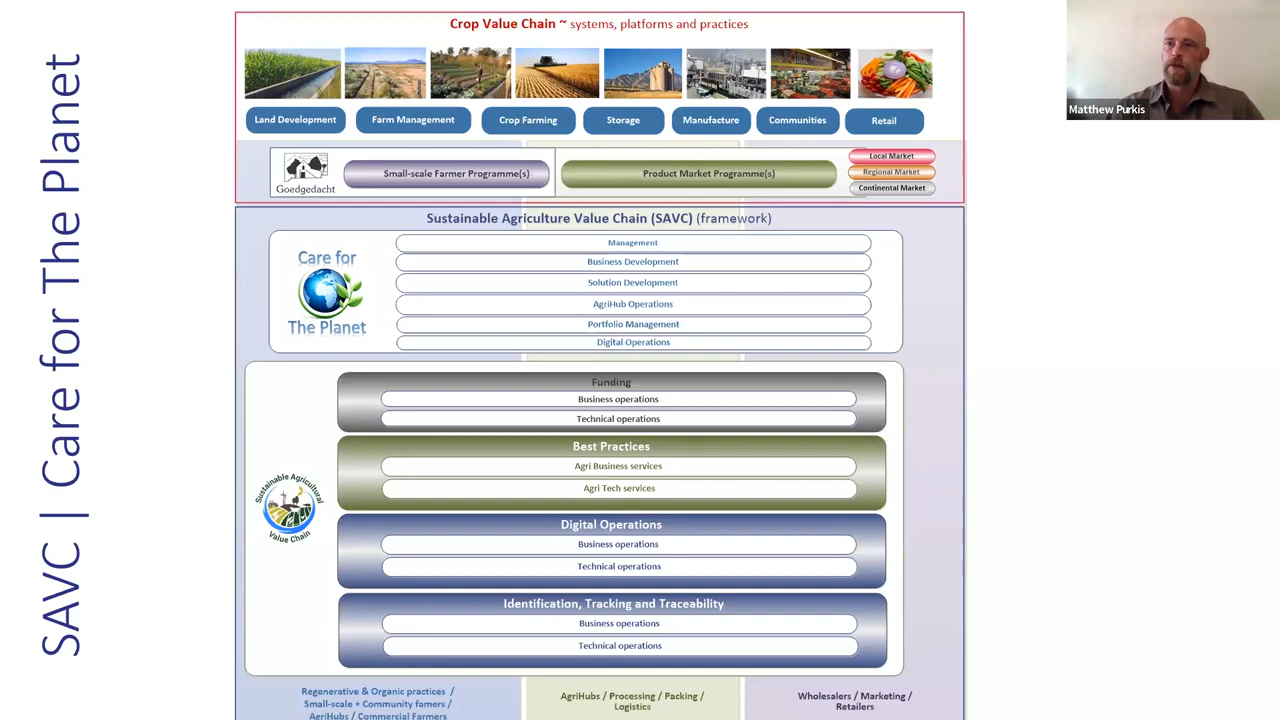 SAVC | Care for The Planet
Crop Value Chain ~ systems, platforms and practices
Land Development
Farm Management
Crop Farming
Storage
Manufacture
Communities
Retail
Goedgedacht
Small-scale Farmer Programme(s)
Product Market Programme(s)
Local Market
Regional Market
Continental Market
Sustainable Agriculture Value Chain (SAVC) (framework)
Care for
The Planet
Management
Business Development
Solution Development
AgriHub Operations
Portfolio Management
Digital Operations
Sustainable Agricultural
Value Chain
Funding
Business operations
Technical operations
Best Practices
Agri Business services
Agri Tech services
Digital Operations
Business operations
Technical operations
Identification, Tracking and Traceability
Business operations
Technical operations
Regenerative & Organic practices /
Small-scale + Community famers /
AgriHubs / Commercial Farmers
AgriHubs / Processing / Packing /
Logistics
Wholesalers / Marketing /
Retailers
Matthew Purkis